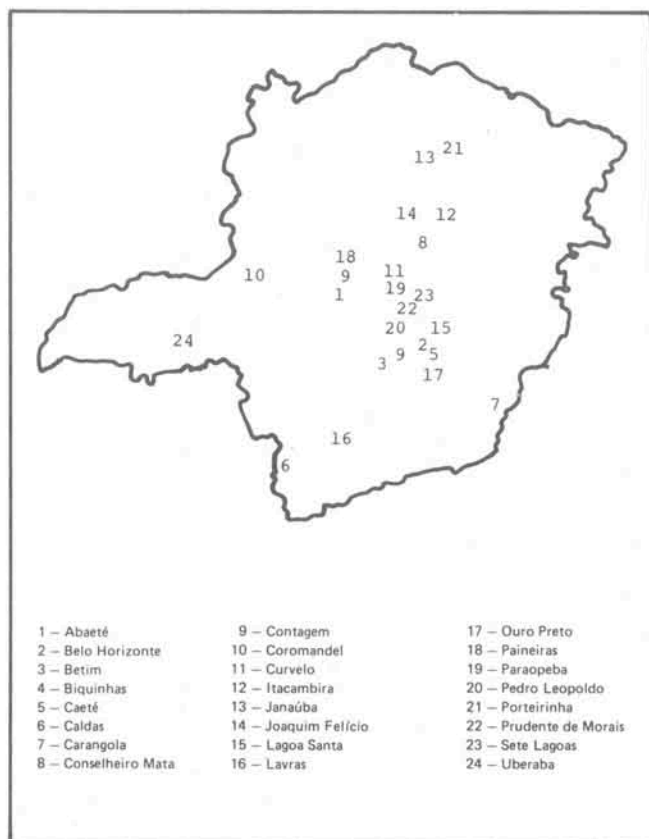 21
13
14 12
8
18
10 9 11
1 19 23
22
20 15
24 2
3 9 5
17
7
16
6
1 – Abaeté
2 – Belo Horizonte
3 – Betim
4 – Biquinhas
5 – Caeté
6 – Caldas
7 – Carangola
8 – Conselheiro Mata
9 – Contagem
10 – Coromandel
11 – Curvelo
12 – Itacambira
13 – Janaúba
14 – Joaquim Felício
15 – Lagoa Santa
16 – Lavras
17 – Ouro Preto
18 – Paineiras
19 – Paraopeba
20 – Pedro Leopoldo
21 – Porteirinha
22 – Prudente de Morais
23 – Sete Lagoas
24 – Uberaba